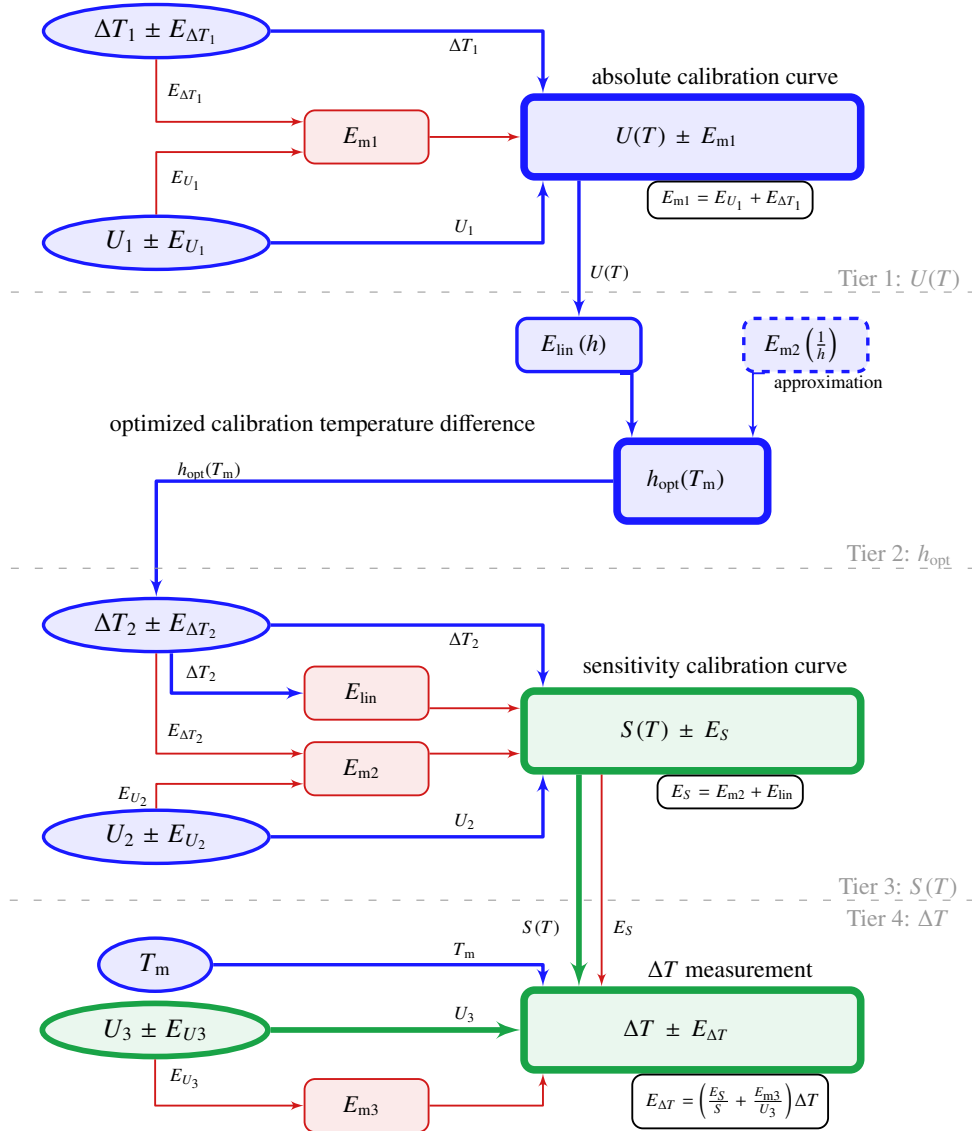 ΔT₁ ± E_ΔT₁
ΔT₁
absolute calibration curve
E_ΔT₁
E_m1
U(T) ± E_m1
E_U₁
E_m1 = E_U₁ + E_ΔT₁
U₁ ± E_U₁
U₁
U(T)
Tier 1: U(T)
E_lin (h)
E_m2 (1/h)
approximation
optimized calibration temperature difference
h_opt(T_m)
h_opt(T_m)
Tier 2: h_opt
ΔT₂ ± E_ΔT₂
ΔT₂
ΔT₂
sensitivity calibration curve
E_lin
S(T) ± E_S
E_ΔT₂
E_m2
E_U₂
E_S = E_m2 + E_lin
U₂ ± E_U₂
U₂
Tier 3: S(T)
Tier 4: ΔT
S(T)
E_S
T_m
T_m
ΔT measurement
U₃ ± E_U3
U₃
ΔT ± E_ΔT
E_U₃
E_m3
E_ΔT = (E_S/S + E_m3/U₃) ΔT